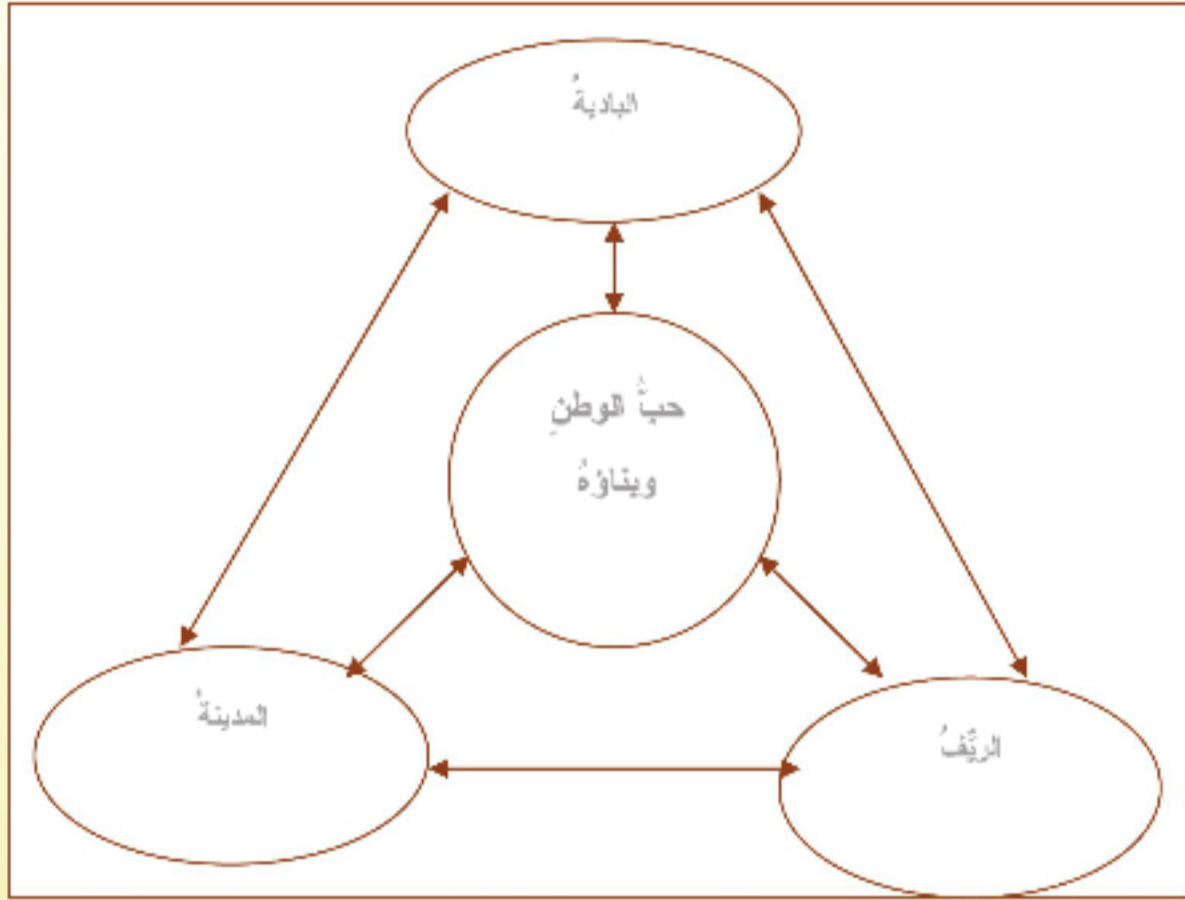 الباديةُ
حبُّ الوطنِ
وبناؤهُ
المدينةُ
الرِّيفُ